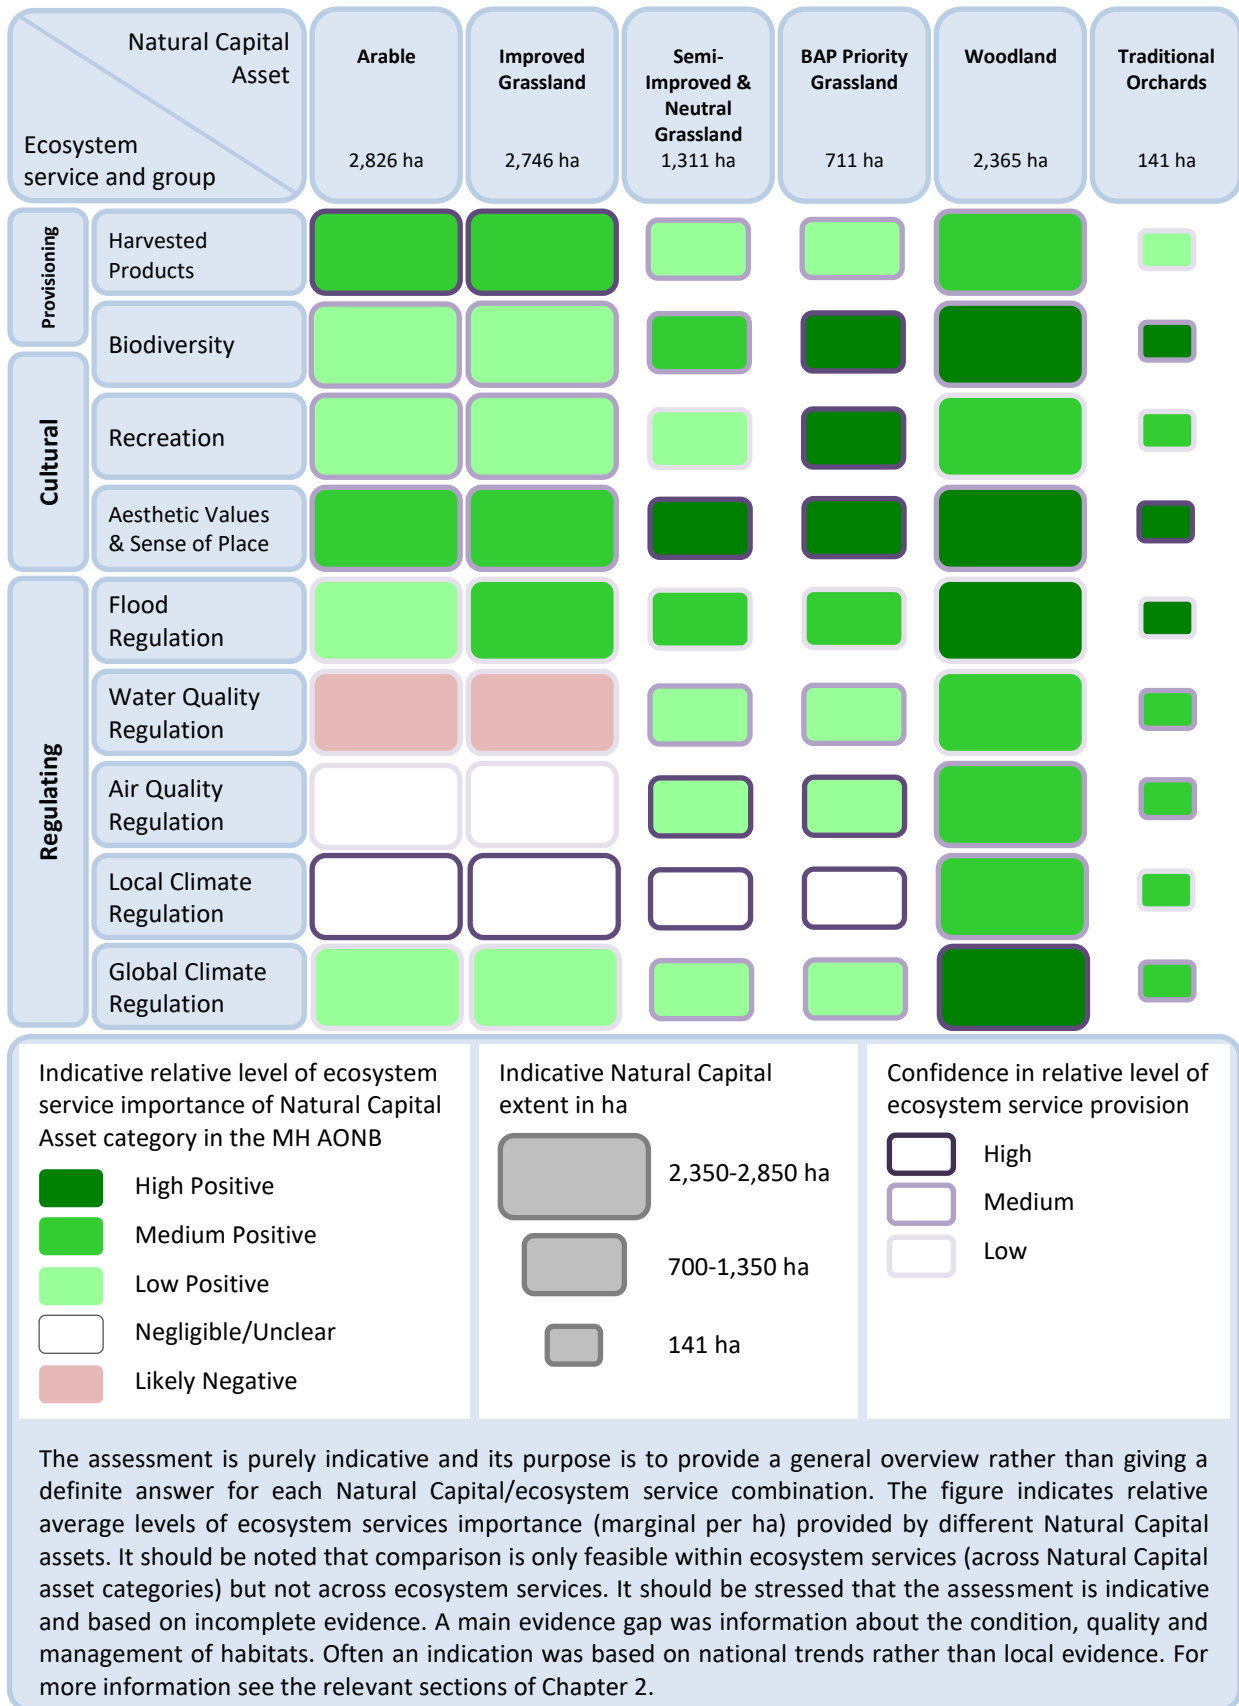 Natural Capital
Asset
Ecosystem
service and group
Arable
2,826 ha
Improved
Grassland
2,746 ha
Semi-
Improved &
Neutral
Grassland
1,311 ha
BAP Priority
Grassland
711 ha
Woodland
2,365 ha
Traditional
Orchards
141 ha
Provisioning
Harvested
Products
Biodiversity
Cultural
Recreation
Aesthetic Values
& Sense of Place
Regulating
Flood
Regulation
Water Quality
Regulation
Air Quality
Regulation
Local Climate
Regulation
Global Climate
Regulation
Indicative relative level of ecosystem
service importance of Natural Capital
Asset category in the MH AONB
High Positive
Medium Positive
Low Positive
Negligible/Unclear
Likely Negative
Indicative Natural Capital
extent in ha
2,350-2,850 ha
700-1,350 ha
141 ha
Confidence in relative level of
ecosystem service provision
High
Medium
Low
The assessment is purely indicative and its purpose is to provide a general overview rather than giving a
definite answer for each Natural Capital/ecosystem service combination. The figure indicates relative
average levels of ecosystem services importance (marginal per ha) provided by different Natural Capital
assets. It should be noted that comparison is only feasible within ecosystem services (across Natural Capital
asset categories) but not across ecosystem services. It should be stressed that the assessment is indicative
and based on incomplete evidence. A main evidence gap was information about the condition, quality and
management of habitats. Often an indication was based on national trends rather than local evidence. For
more information see the relevant sections of Chapter 2.